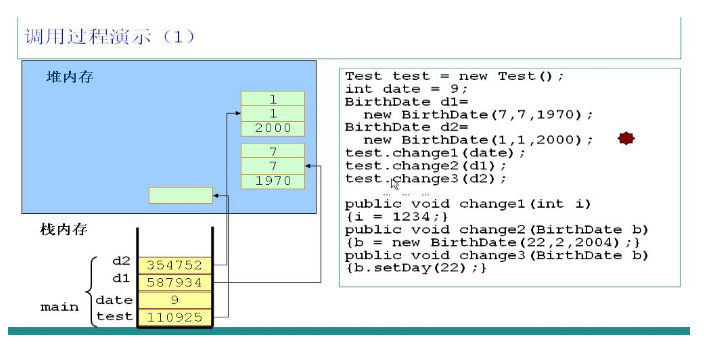 调用过程演示（1）
堆内存
1
1
2000
7
7
1970
栈内存
d2 354752
d1 587934
main
date 9
test 110925
Test test = new Test();
int date = 9;
BirthDate d1=
new BirthDate(7,7,1970);
BirthDate d2=
new BirthDate(1,1,2000);
test.change1(date);
test.change2(d1);
test.change3(d2);
… … …
public void change1(int i)
{i = 1234;}
public void change2(BirthDate b)
{b = new BirthDate(22,2,2004);}
public void change3(BirthDate b)
{b.setDay(22);}